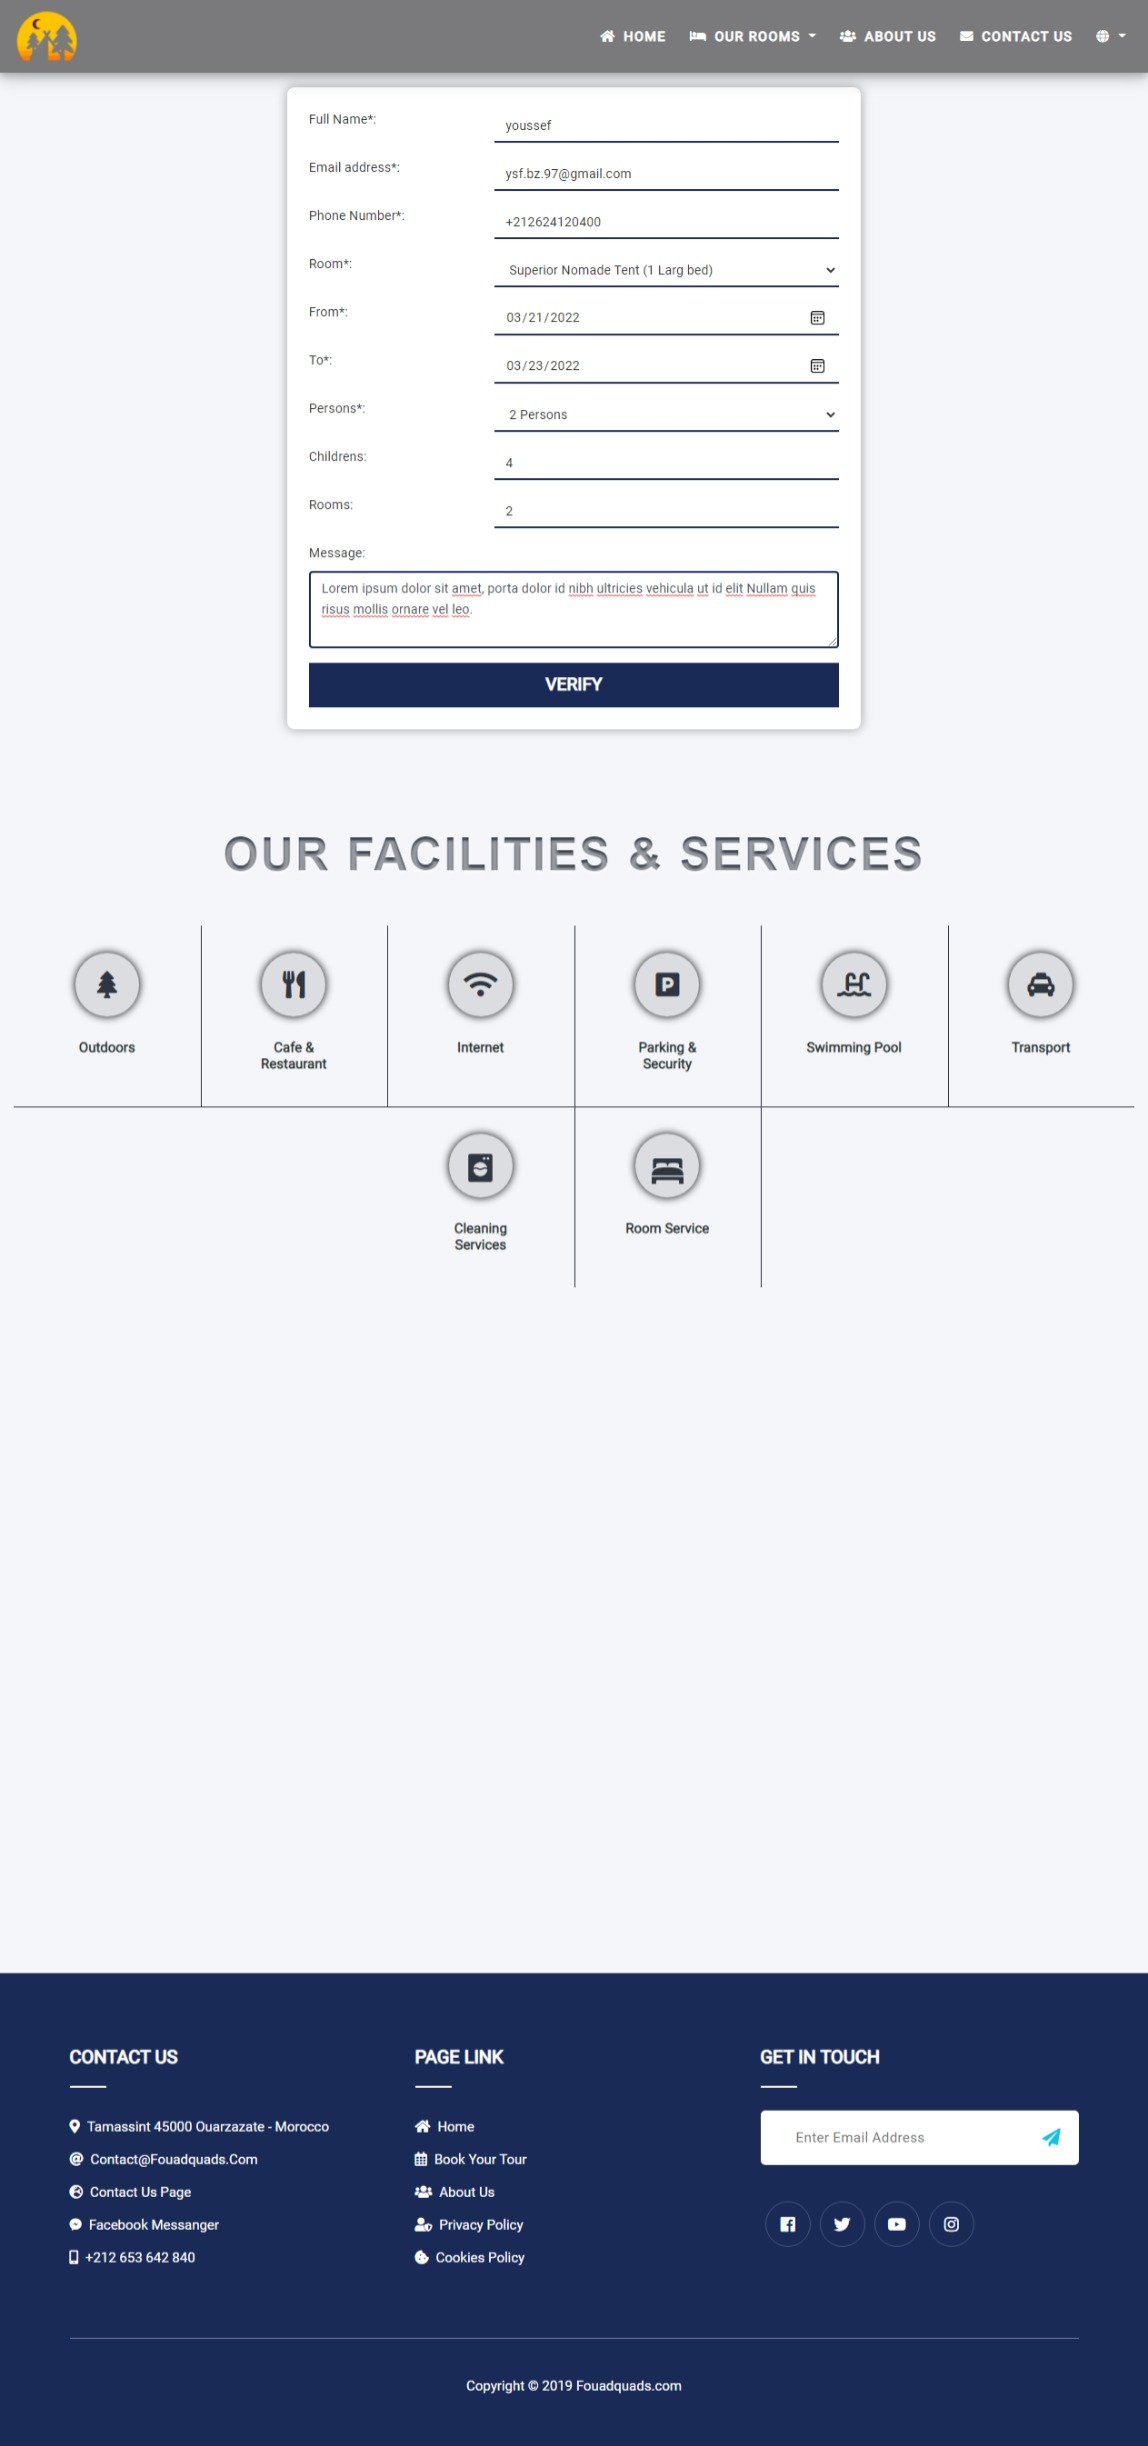 HOME OUR ROOMS ABOUT US CONTACT US
Full Name*:
youssef
Email address*:
ysf.bz.97@gmail.com
Phone Number*:
+212624120400
Room*:
Superior Nomade Tent (1 Larg bed)
From*:
03/21/2022
To*:
03/23/2022
Persons*:
2 Persons
Childrens:
4
Rooms:
2
Message:
Lorem ipsum dolor sit amet, porta dolor id nibh ultricies vehicula ut id elit Nullam quis
risus mollis ornare vel leo.
VERIFY
OUR FACILITIES & SERVICES
Outdoors
Cafe &
Restaurant
Internet
Parking &
Security
Swimming Pool
Transport
Cleaning
Services
Room Service
CONTACT US
Tamassint 45000 Ouarzazate - Morocco
Contact@Fouadquads.Com
Contact Us Page
Facebook Messanger
+212 653 642 840
PAGE LINK
Home
Book Your Tour
About Us
Privacy Policy
Cookies Policy
GET IN TOUCH
Enter Email Address
Copyright © 2019 Fouadquads.com